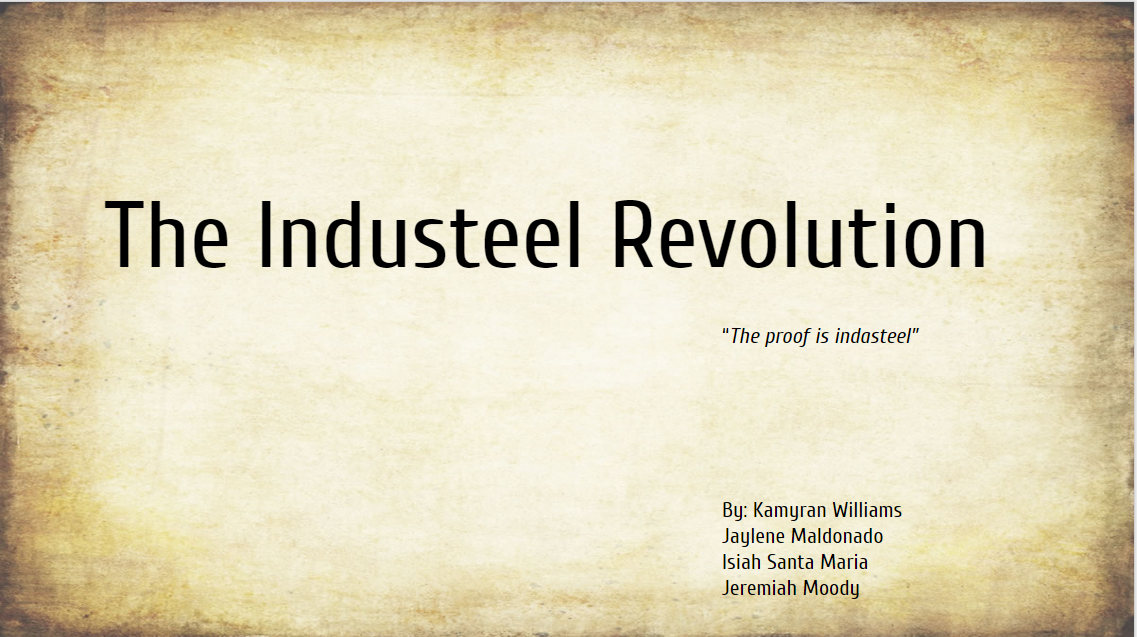 The Industeel Revolution
“The proof is indasteel”
By: Kamyran Williams
Jaylene Maldonado
Isiah Santa Maria
Jeremiah Moody